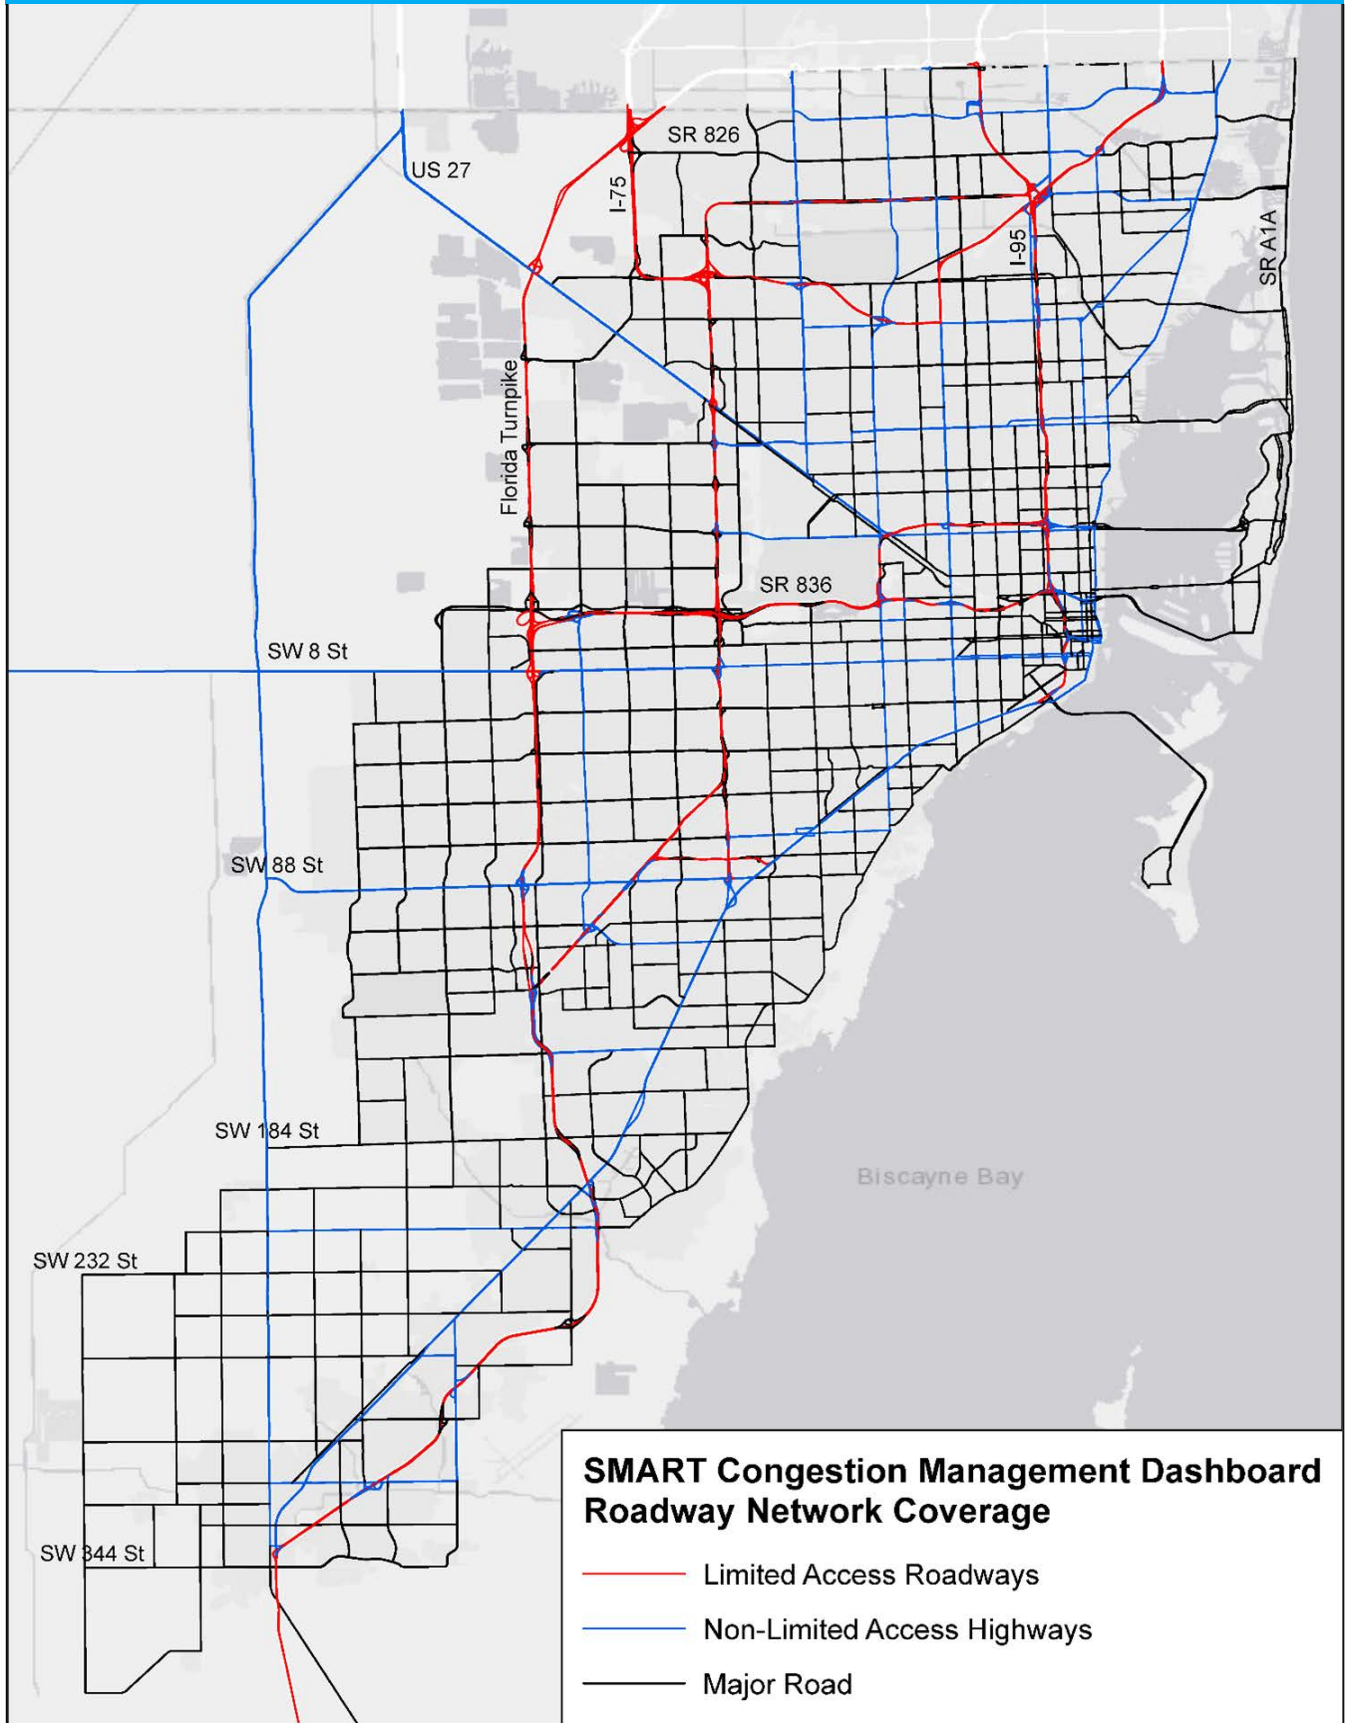 SR 826
US 27
I-75
I-95
SR A1A
Florida Turnpike
SR 836
SW 8 St
SW 88 St
SW 184 St
Biscayne Bay
SW 232 St
SW 344 St
SMART Congestion Management Dashboard
Roadway Network Coverage
Limited Access Roadways
Non-Limited Access Highways
Major Road